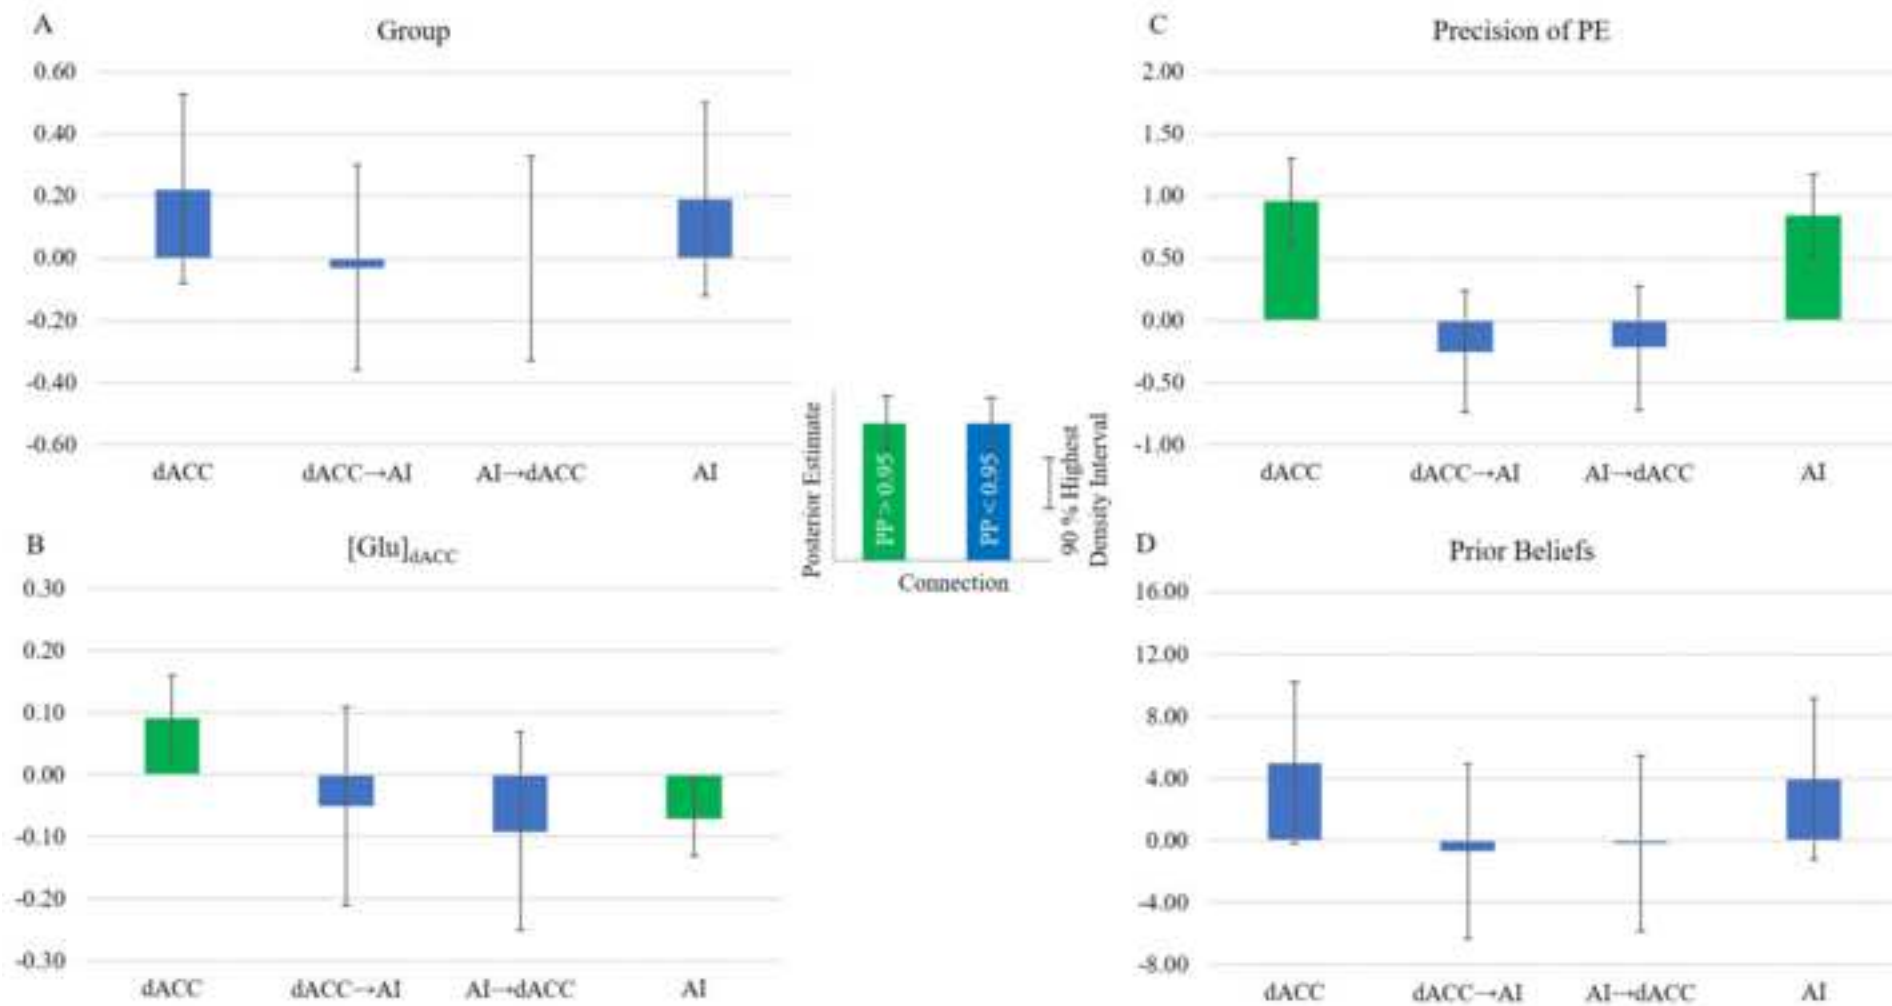 A
Group
0.60
0.40
0.20
0.00
-0.20
-0.40
-0.60
dACC dACC→AI AI→dACC AI
B
[Glu]dACC
0.30
0.20
0.10
0.00
-0.10
-0.20
-0.30
dACC dACC→AI AI→dACC AI
Posterior Estimate
PP > 0.95
PP < 0.95
90 % Highest
Density Interval
Connection
C
Precision of PE
2.00
1.50
1.00
0.50
0.00
-0.50
-1.00
dACC dACC→AI AI→dACC AI
D
Prior Beliefs
16.00
12.00
8.00
4.00
0.00
-4.00
-8.00
dACC dACC→AI AI→dACC AI